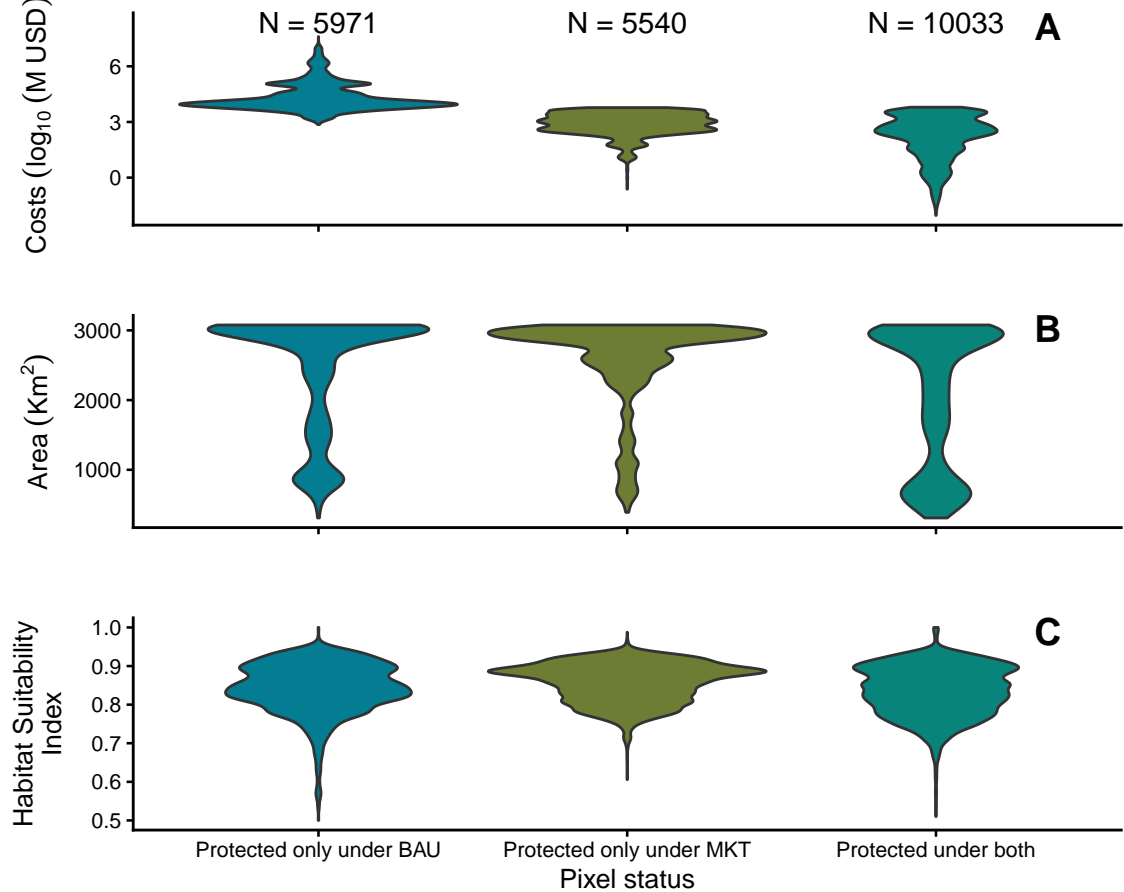 N = 5971
N = 5540
N = 10033
A
Costs (log₁₀ (M USD))
6
3
0
B
Area (Km²)
3000
2000
1000
C
Habitat Suitability
Index
1.0
0.9
0.8
0.7
0.6
0.5
Protected only under BAU
Protected only under MKT
Protected under both
Pixel status